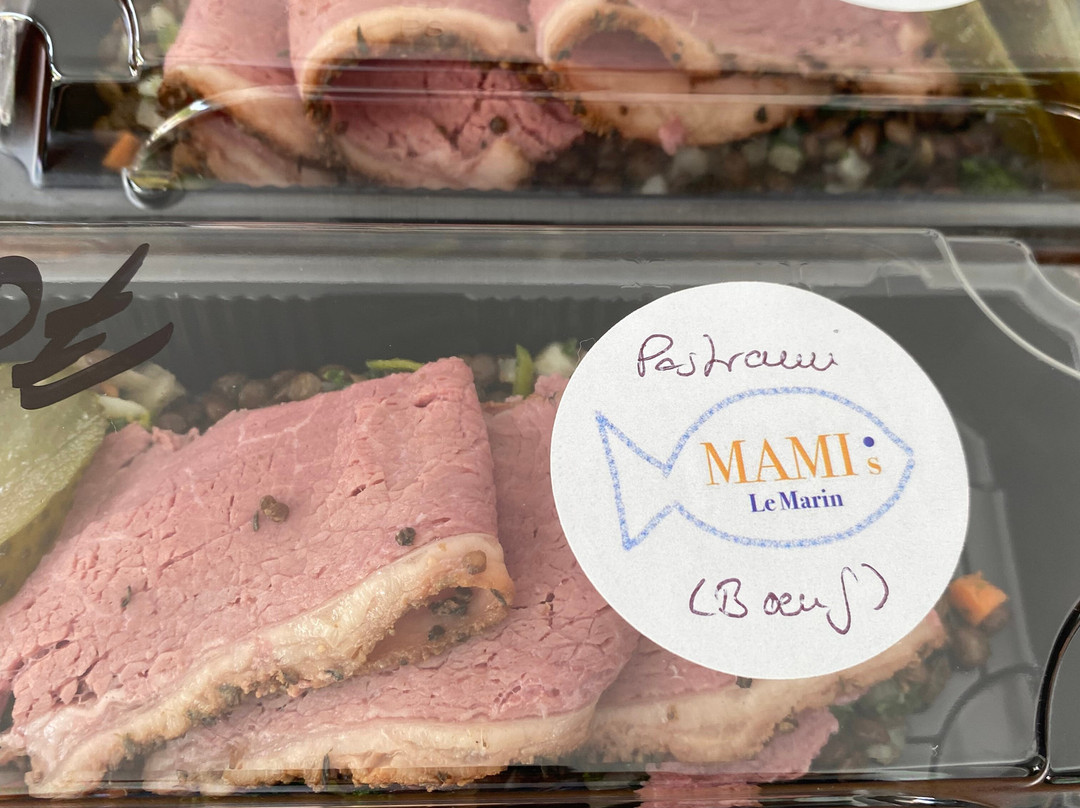 Pastrami
MAMI's
Le Marin
(Boeuf)